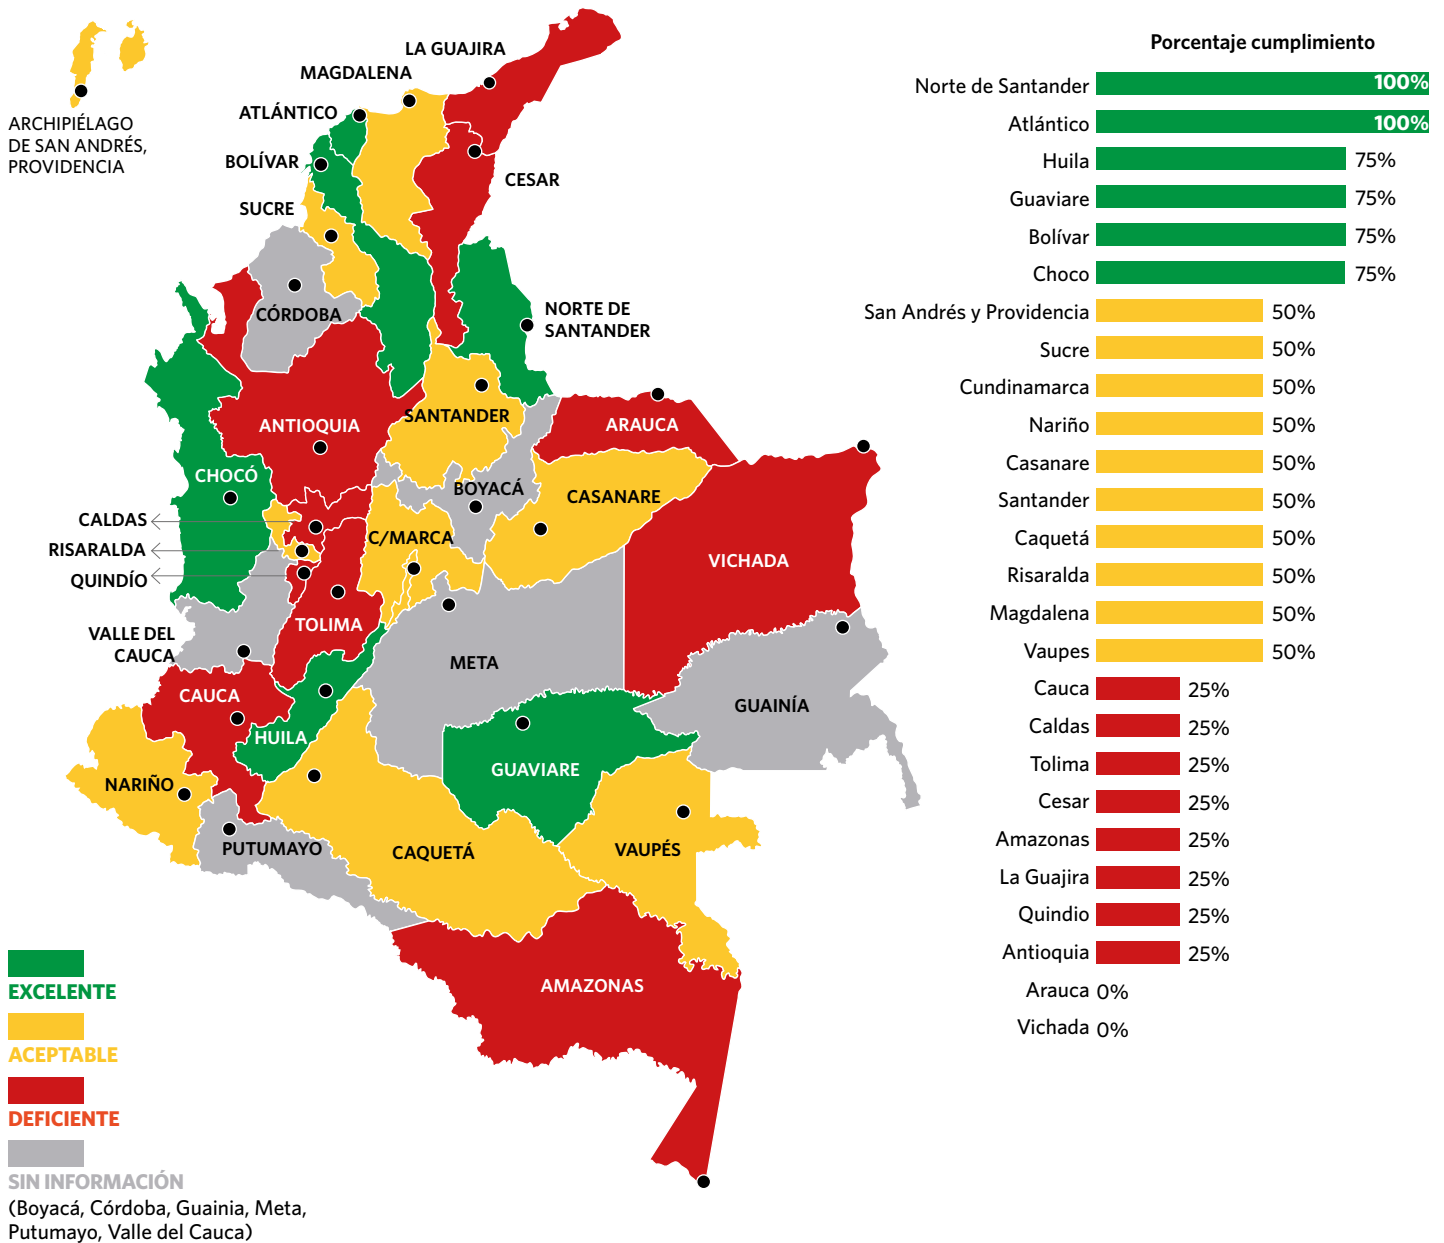 LA GUAJIRA
MAGDALENA
ATLÁNTICO
ARCHIPIÉLAGO
DE SAN ANDRÉS,
PROVIDENCIA
BOLÍVAR
CESAR
SUCRE
CÓRDOBA
NORTE DE
SANTANDER
ANTIOQUIA
SANTANDER
ARAUCA
CHOCÓ
BOYACÁ
CASANARE
CALDAS
C/MARCA
RISARALDA
VICHADA
QUINDÍO
TOLIMA
VALLE DEL
CAUCA
META
CAUCA
GUAINÍA
HUILA
GUAVIARE
NARIÑO
PUTUMAYO
CAQUETÁ
VAUPÉS
AMAZONAS
EXCELENTE
ACEPTABLE
DEFICIENTE
SIN INFORMACIÓN
(Boyacá, Córdoba, Guainia, Meta,
Putumayo, Valle del Cauca)
Porcentaje cumplimiento
Norte de Santander 100%
Atlántico 100%
Huila 75%
Guaviare 75%
Bolívar 75%
Choco 75%
San Andrés y Providencia 50%
Sucre 50%
Cundinamarca 50%
Nariño 50%
Casanare 50%
Santander 50%
Caquetá 50%
Risaralda 50%
Magdalena 50%
Vaupes 50%
Cauca 25%
Caldas 25%
Tolima 25%
Cesar 25%
Amazonas 25%
La Guajira 25%
Quindio 25%
Antioquia 25%
Arauca 0%
Vichada 0%